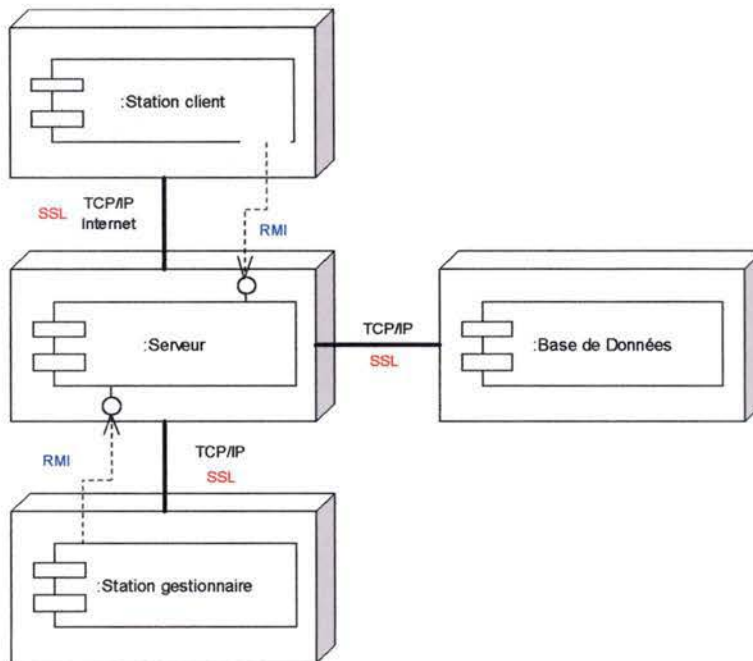 :Station client
SSL
TCP/IP
Internet
RMI
:Serveur
TCP/IP
SSL
:Base de Données
RMI
TCP/IP
SSL
:Station gestionnaire